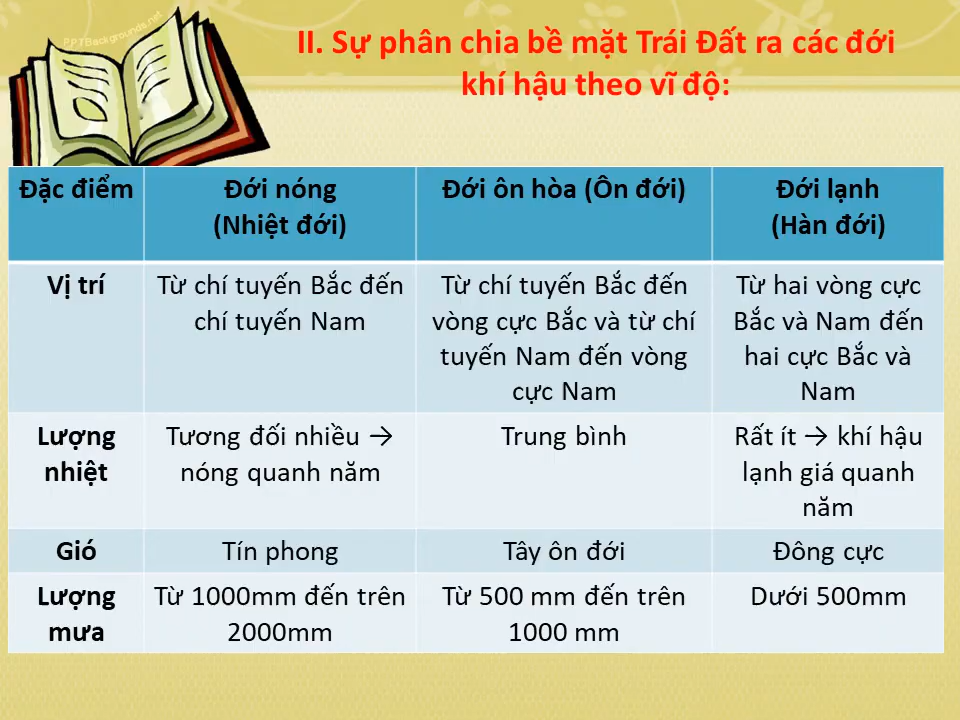 PPTBackgrounds.net
II. Sự phân chia bề mặt Trái Đất ra các đới
khí hậu theo vĩ độ:
Đặc điểm
Đới nóng
(Nhiệt đới)
Đới ôn hòa (Ôn đới)
Đới lạnh
(Hàn đới)
Vị trí
Từ chí tuyến Bắc đến
chí tuyến Nam
Từ chí tuyến Bắc đến
vòng cực Bắc và từ chí
tuyến Nam đến vòng
cực Nam
Từ hai vòng cực
Bắc và Nam đến
hai cực Bắc và
Nam
Lượng
nhiệt
Tương đối nhiều →
nóng quanh năm
Trung bình
Rất ít → khí hậu
lạnh giá quanh
năm
Gió
Tín phong
Tây ôn đới
Đông cực
Lượng
mưa
Từ 1000mm đến trên
2000mm
Từ 500 mm đến trên
1000 mm
Dưới 500mm